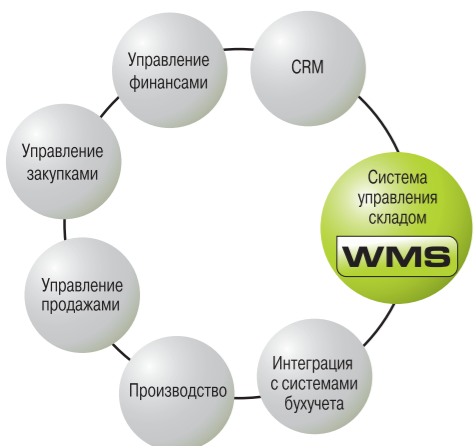 Управление
финансами
CRM
Управление
закупками
Система
управления
складом
WMS
Управление
продажами
Производство
Интеграция
с системами
бухучета